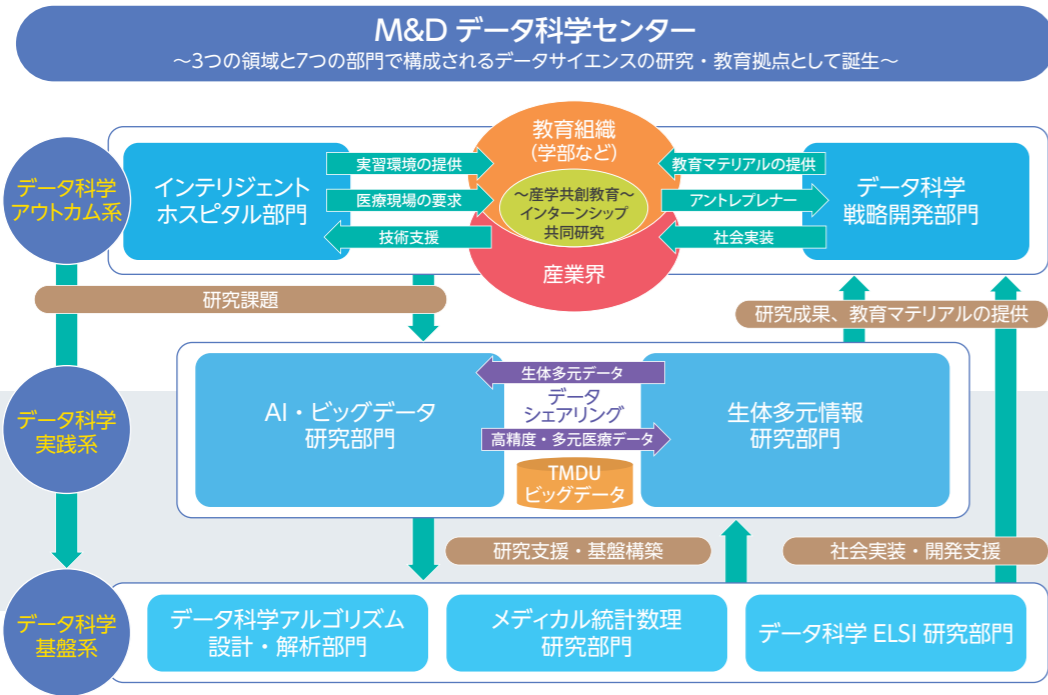 M&D データ科学センター
～3つの領域と7つの部門で構成されるデータサイエンスの研究・教育拠点として誕生～
データ科学
アウトカム系
インテリジェント
ホスピタル部門
実習環境の提供
医療現場の要求
技術支援
教育組織
(学部など)
～産学共創教育～
インターンシップ
共同研究
産業界
教育マテリアルの提供
アントレプレナー
社会実装
データ科学
戦略開発部門
研究課題
研究成果、教育マテリアルの提供
データ科学
実践系
AI・ビッグデータ
研究部門
生体多元データ
データ
シェアリング
高精度・多元医療データ
TMDU
ビッグデータ
生体多元情報
研究部門
研究支援・基盤構築
社会実装・開発支援
データ科学
基盤系
データ科学アルゴリズム
設計・解析部門
メディカル統計数理
研究部門
データ科学 ELSI 研究部門